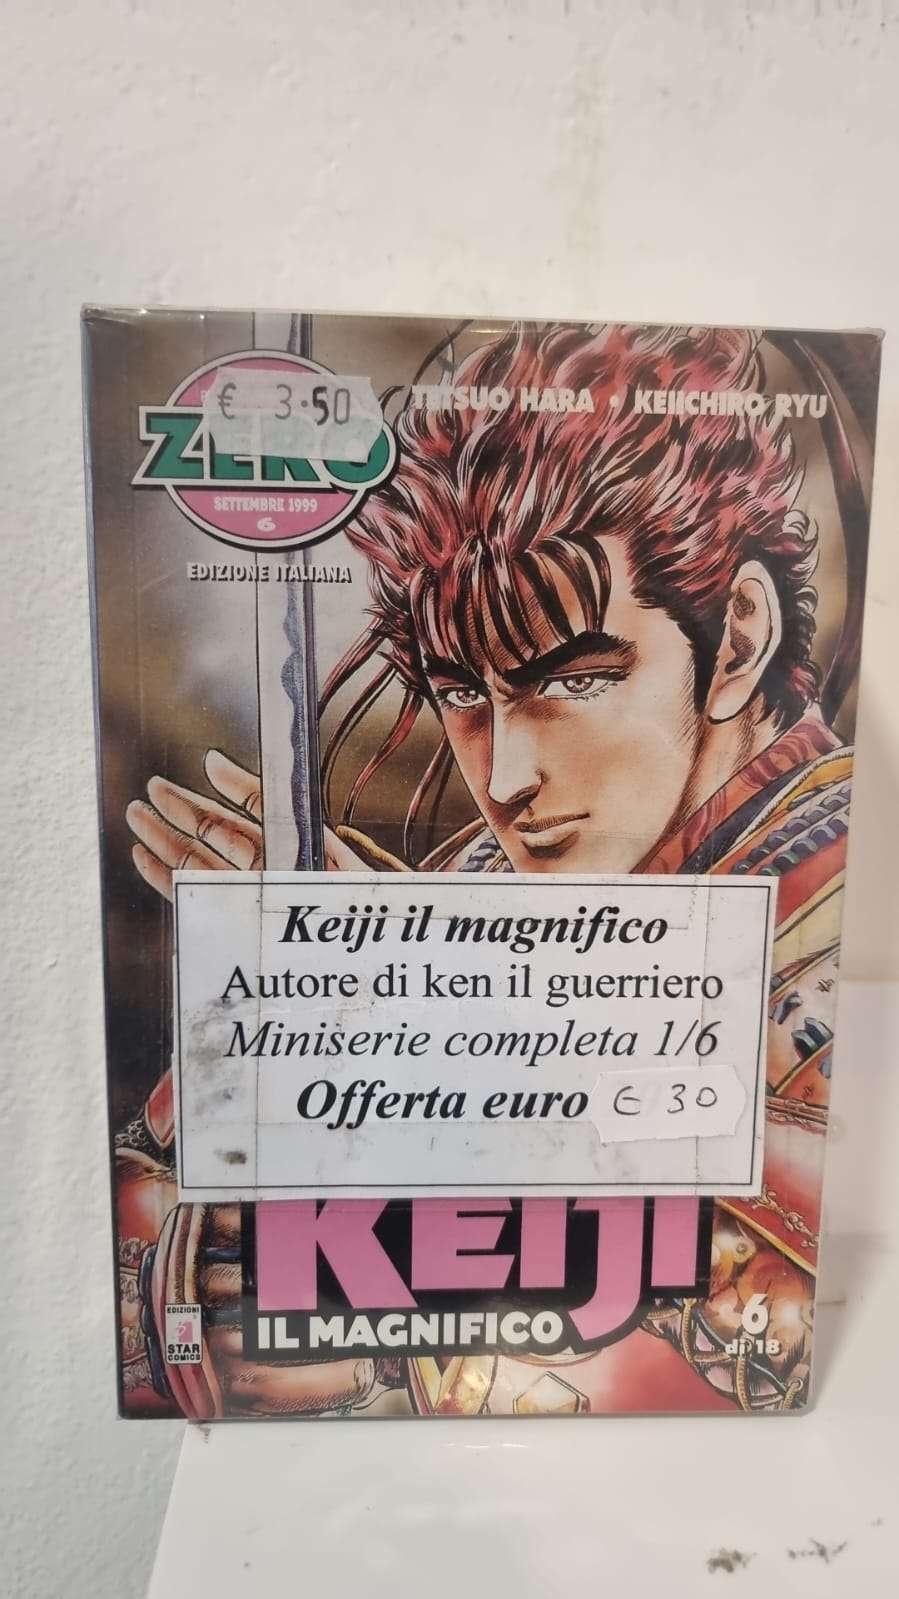 € 3.50
TETSUO HARA • KEIICHIRO RYU
ZERO
SETTEMBRE 1999
6
EDIZIONE ITALIANA
Keiji il magnifico
Autore di ken il guerriero
Miniserie completa 1/6
Offerta euro € 30
KEIJI
IL MAGNIFICO
6
di 18
EDIZIONI
STAR
COMICS